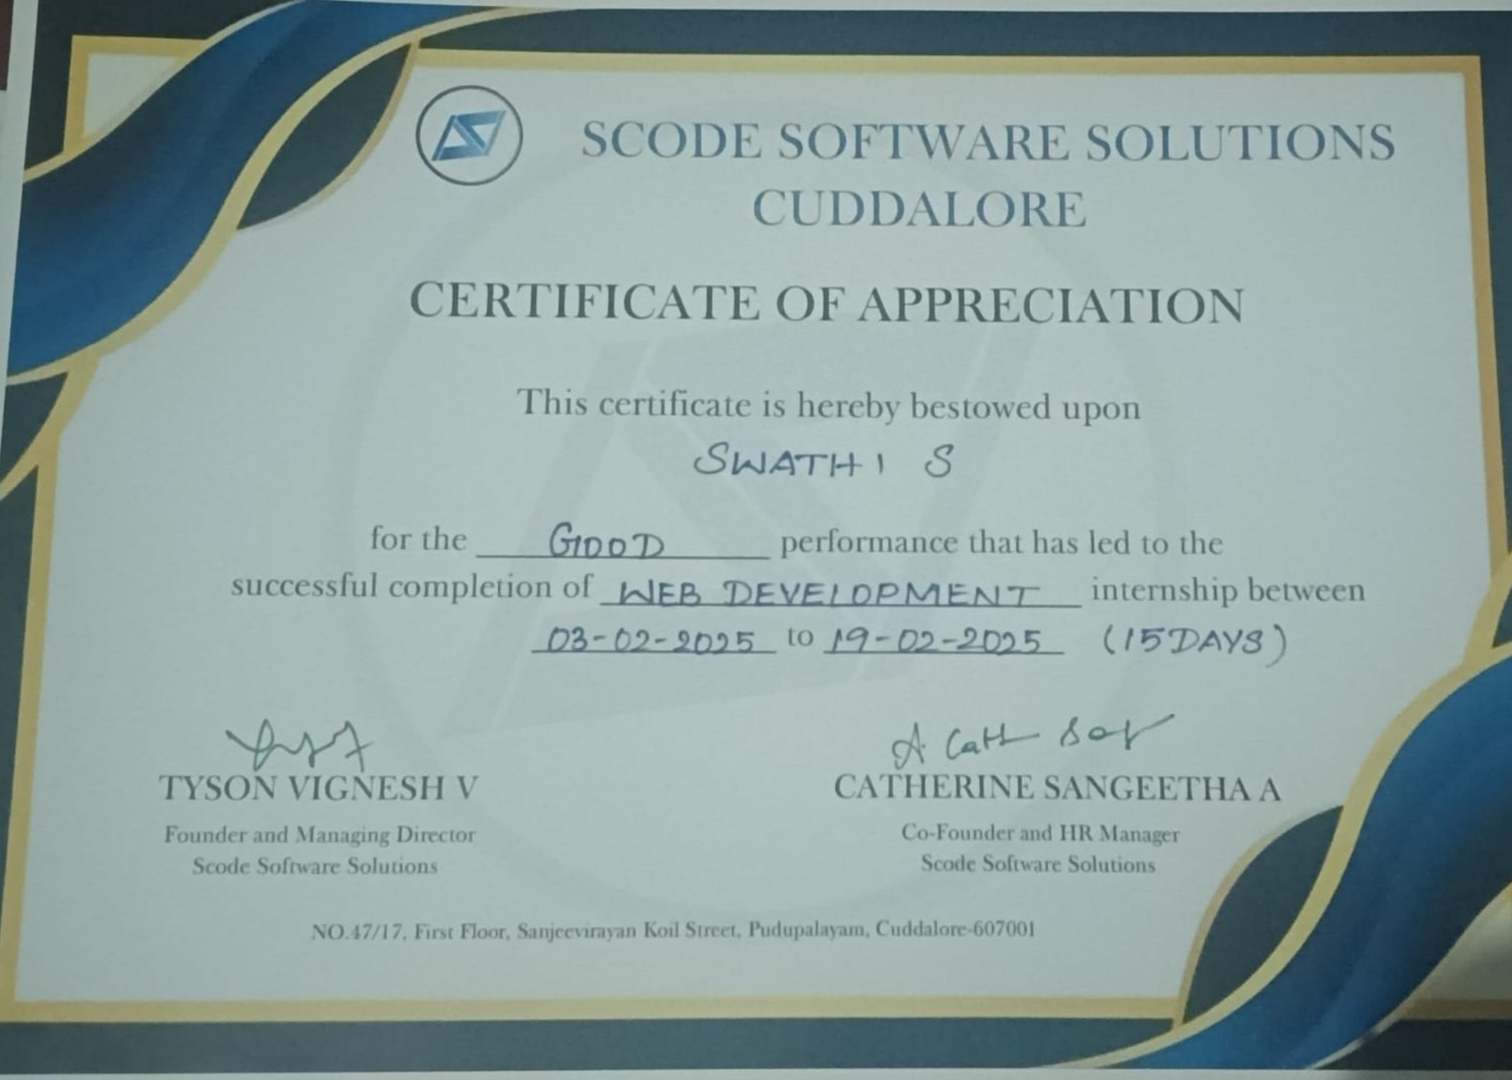 SCODE SOFTWARE SOLUTIONS
CUDDALORE
CERTIFICATE OF APPRECIATION
This certificate is hereby bestowed upon
SWATHI S
for the GOOD performance that has led to the
successful completion of WEB DEVELOPMENT internship between
03-02-2025 to 19-02-2025 (15 DAYS)
A. Cath
TYSON VIGNESH V
CATHERINE SANGEETHA A
Founder and Managing Director
Co-Founder and HR Manager
Scode Software Solutions
Scode Software Solutions
NO.47/17, First Floor, Sanjeevirayan Koil Street, Pudupalayam, Cuddalore-607001